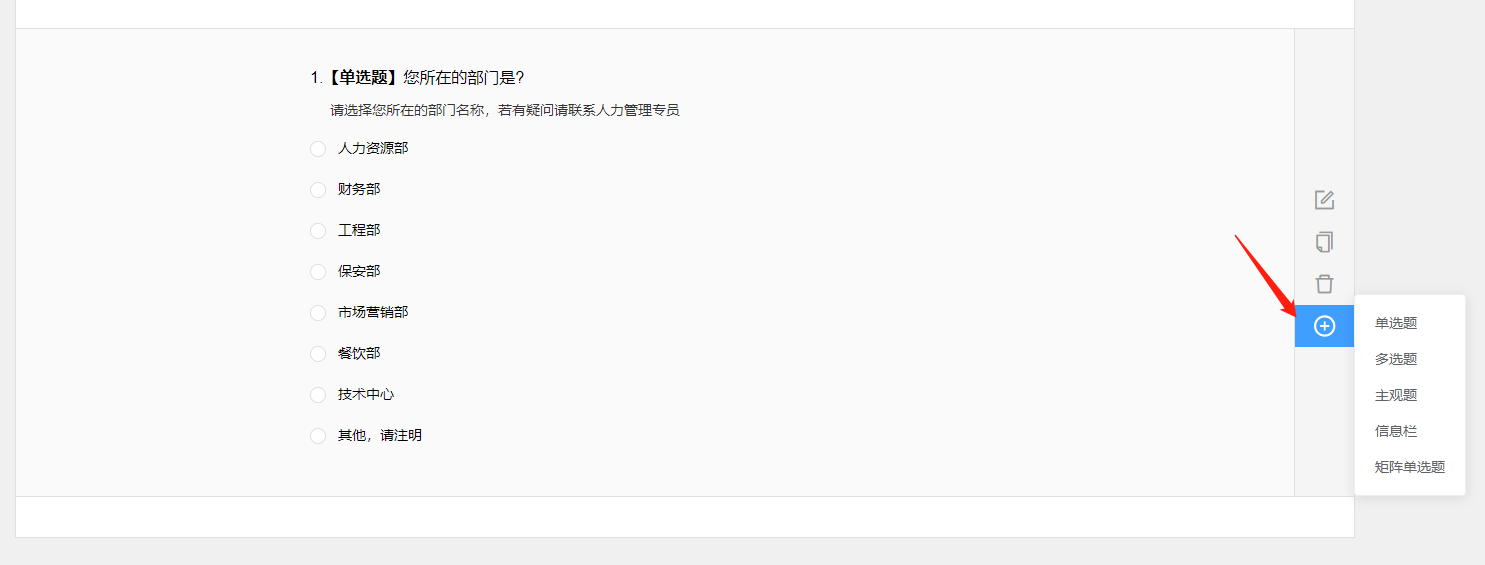 1.【单选题】您所在的部门是?
请选择您所在的部门名称，若有疑问请联系人力管理专员
人力资源部
财务部
工程部
保安部
市场营销部
餐饮部
技术中心
其他，请注明
单选题
多选题
主观题
信息栏
矩阵单选题